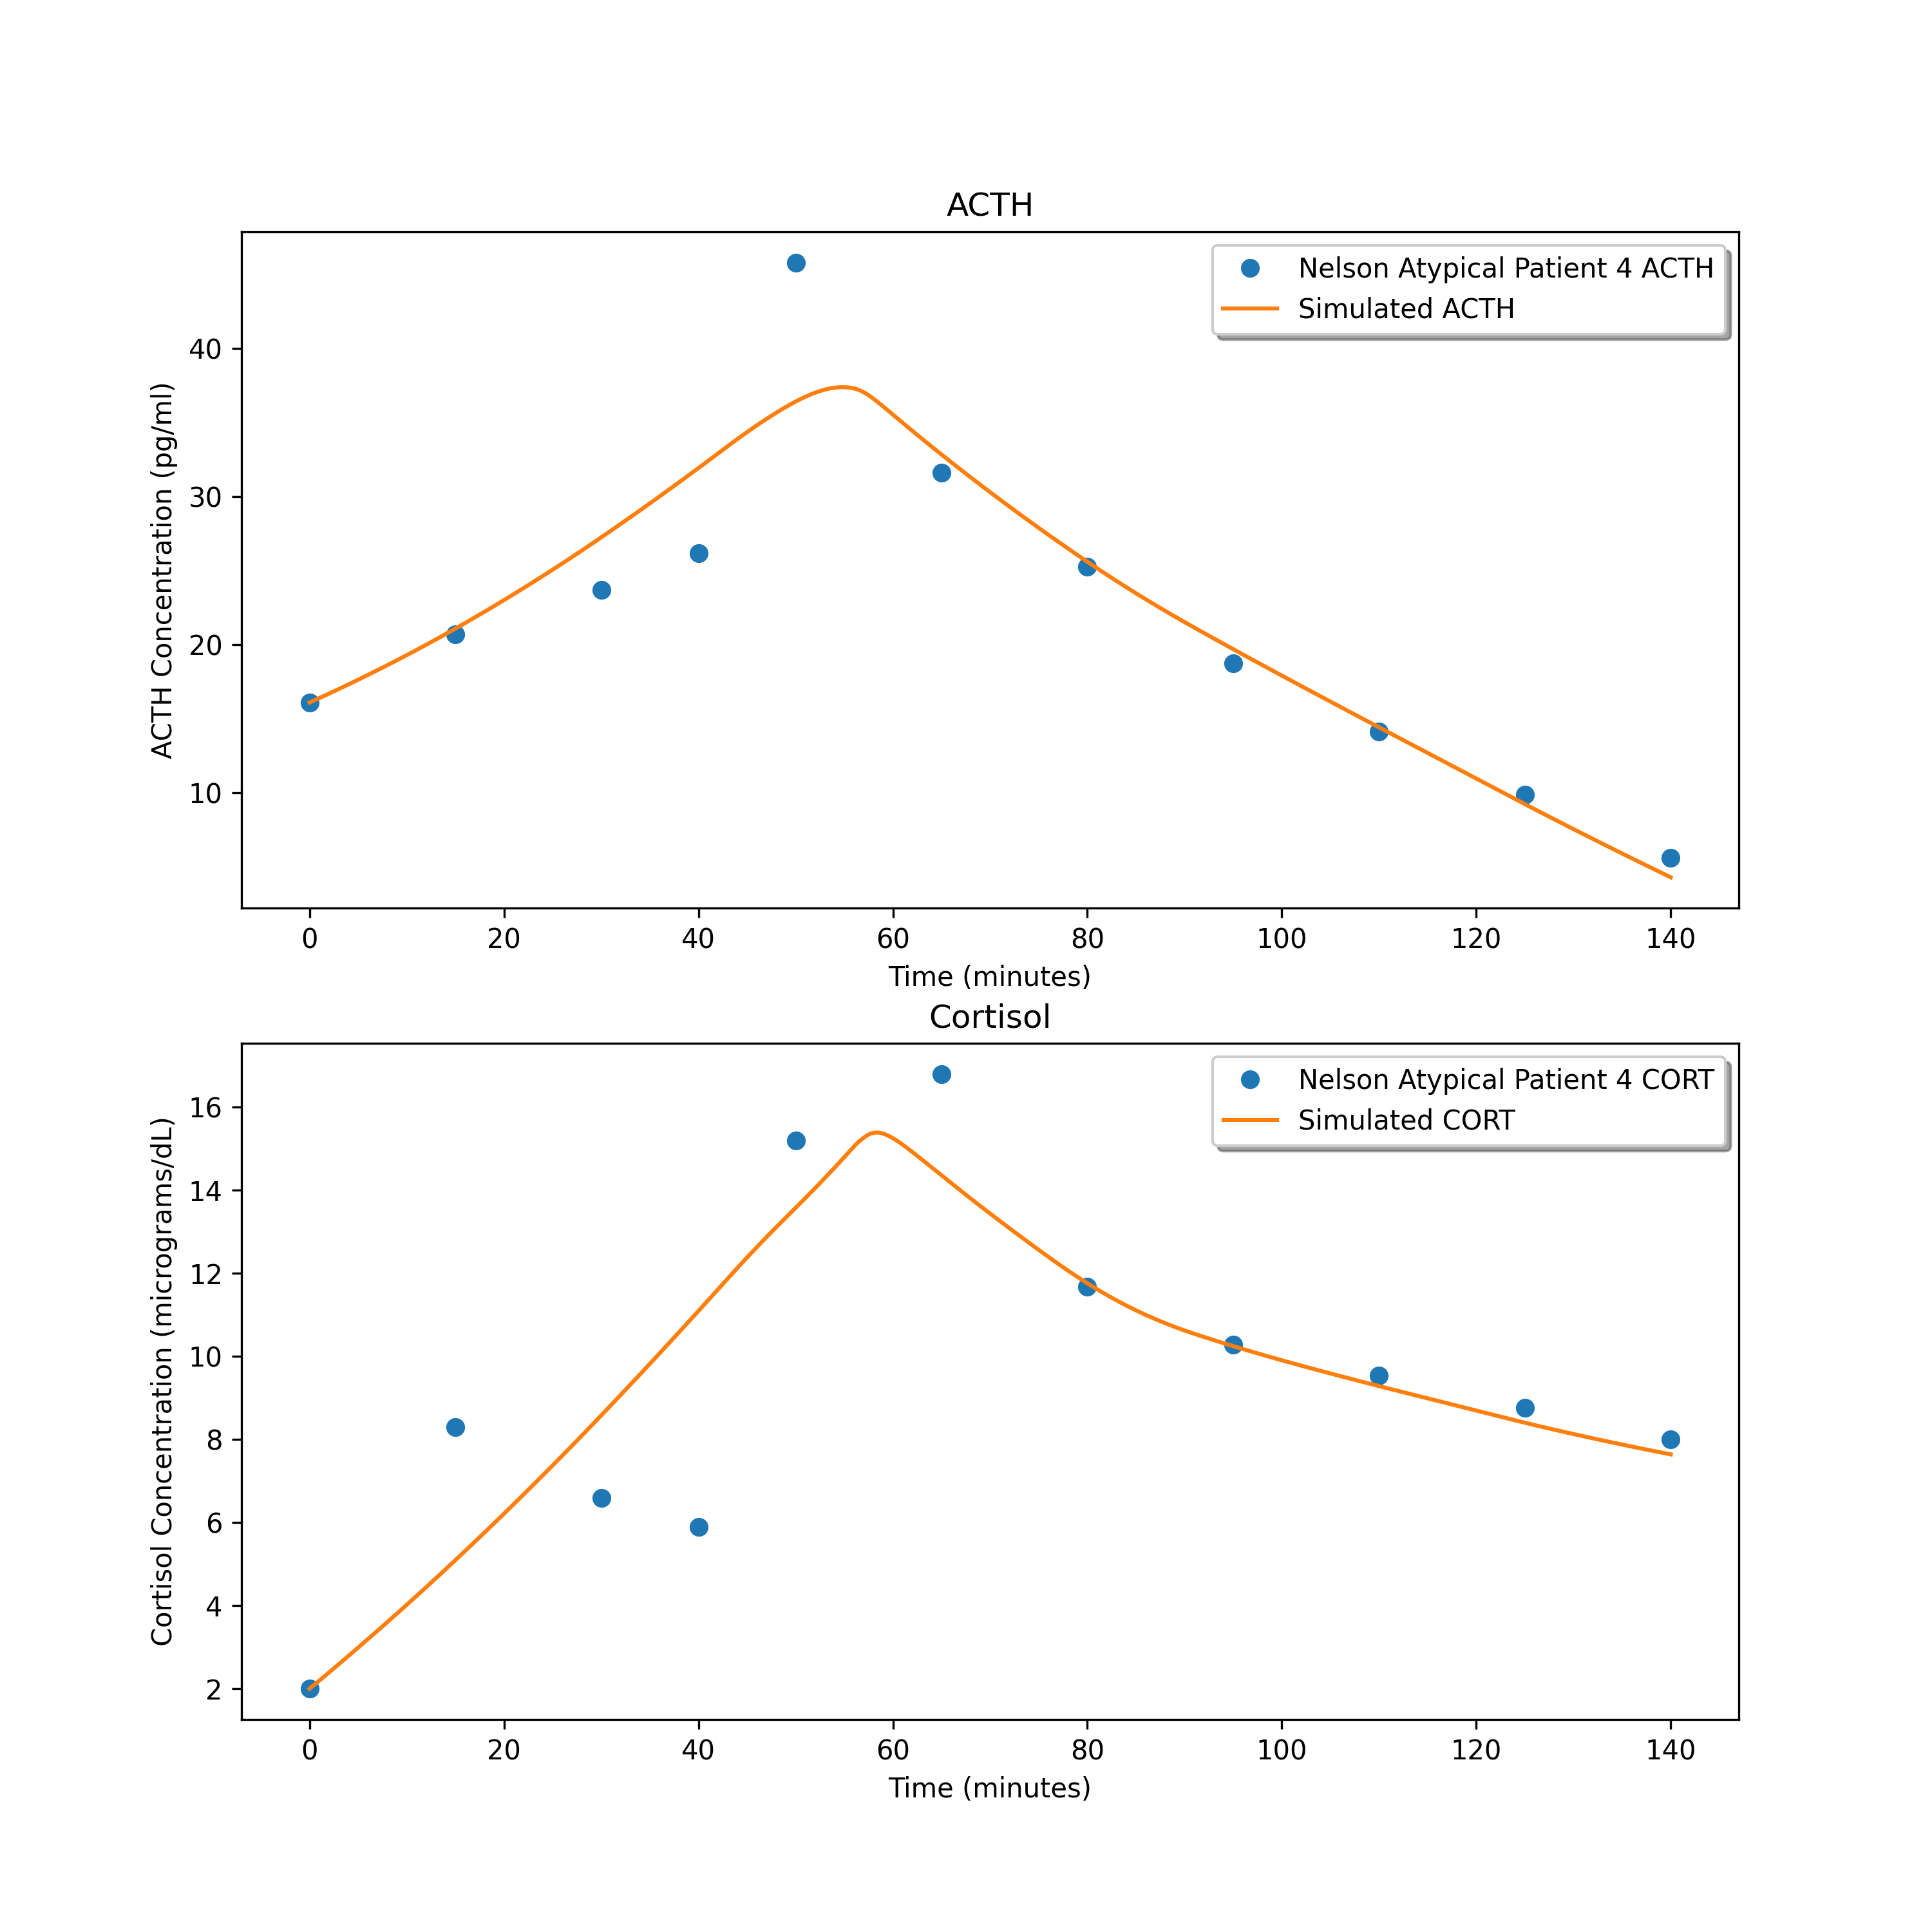 ACTH
Nelson Atypical Patient 4 ACTH
Simulated ACTH
ACTH Concentration (pg/ml)
40
30
20
10
0 20 40 60 80 100 120 140
Time (minutes)
Cortisol
Nelson Atypical Patient 4 CORT
Simulated CORT
Cortisol Concentration (micrograms/dL)
16
14
12
10
8
6
4
2
0 20 40 60 80 100 120 140
Time (minutes)